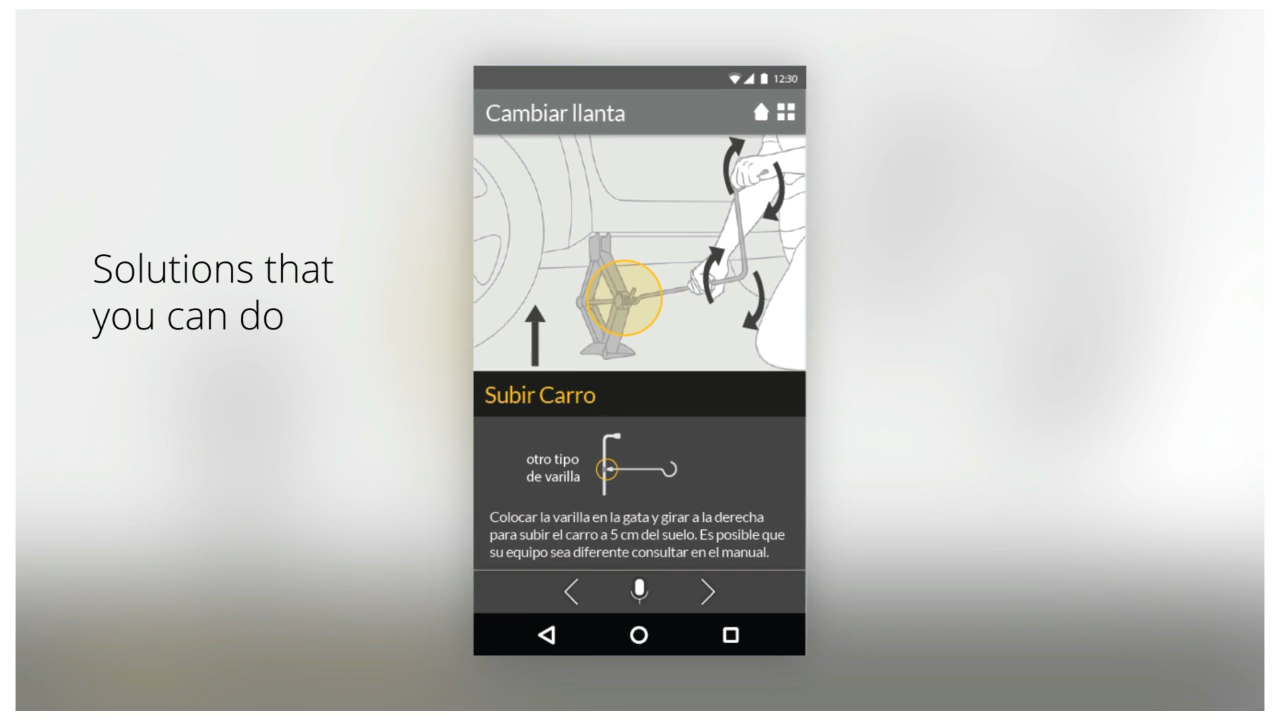 Solutions that
you can do
12:30
Cambiar llanta
Subir Carro
otro tipo
de varilla
Colocar la varilla en la gata y girar a la derecha
para subir el carro a 5 cm del suelo. Es posible que
su equipo sea diferente consultar en el manual.